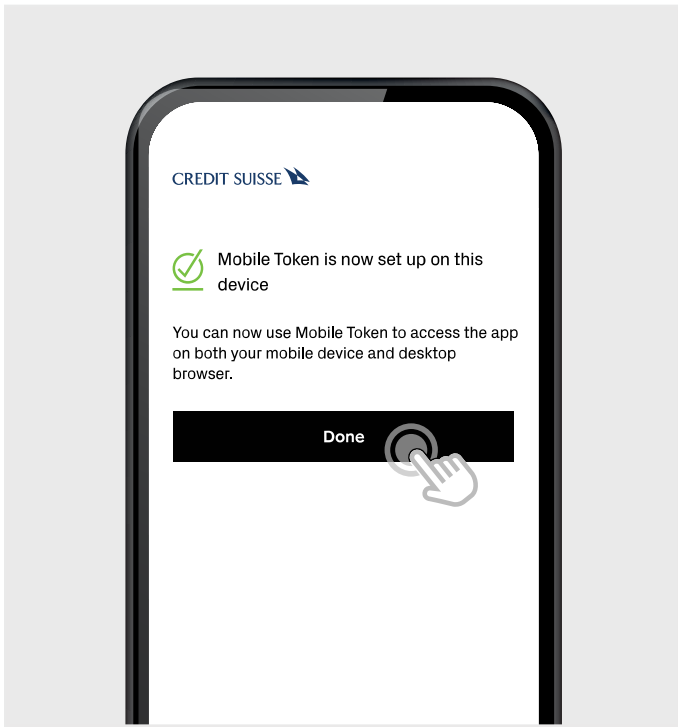 CREDIT SUISSE
Mobile Token is now set up on this
device
You can now use Mobile Token to access the app
on both your mobile device and desktop
browser.
Done